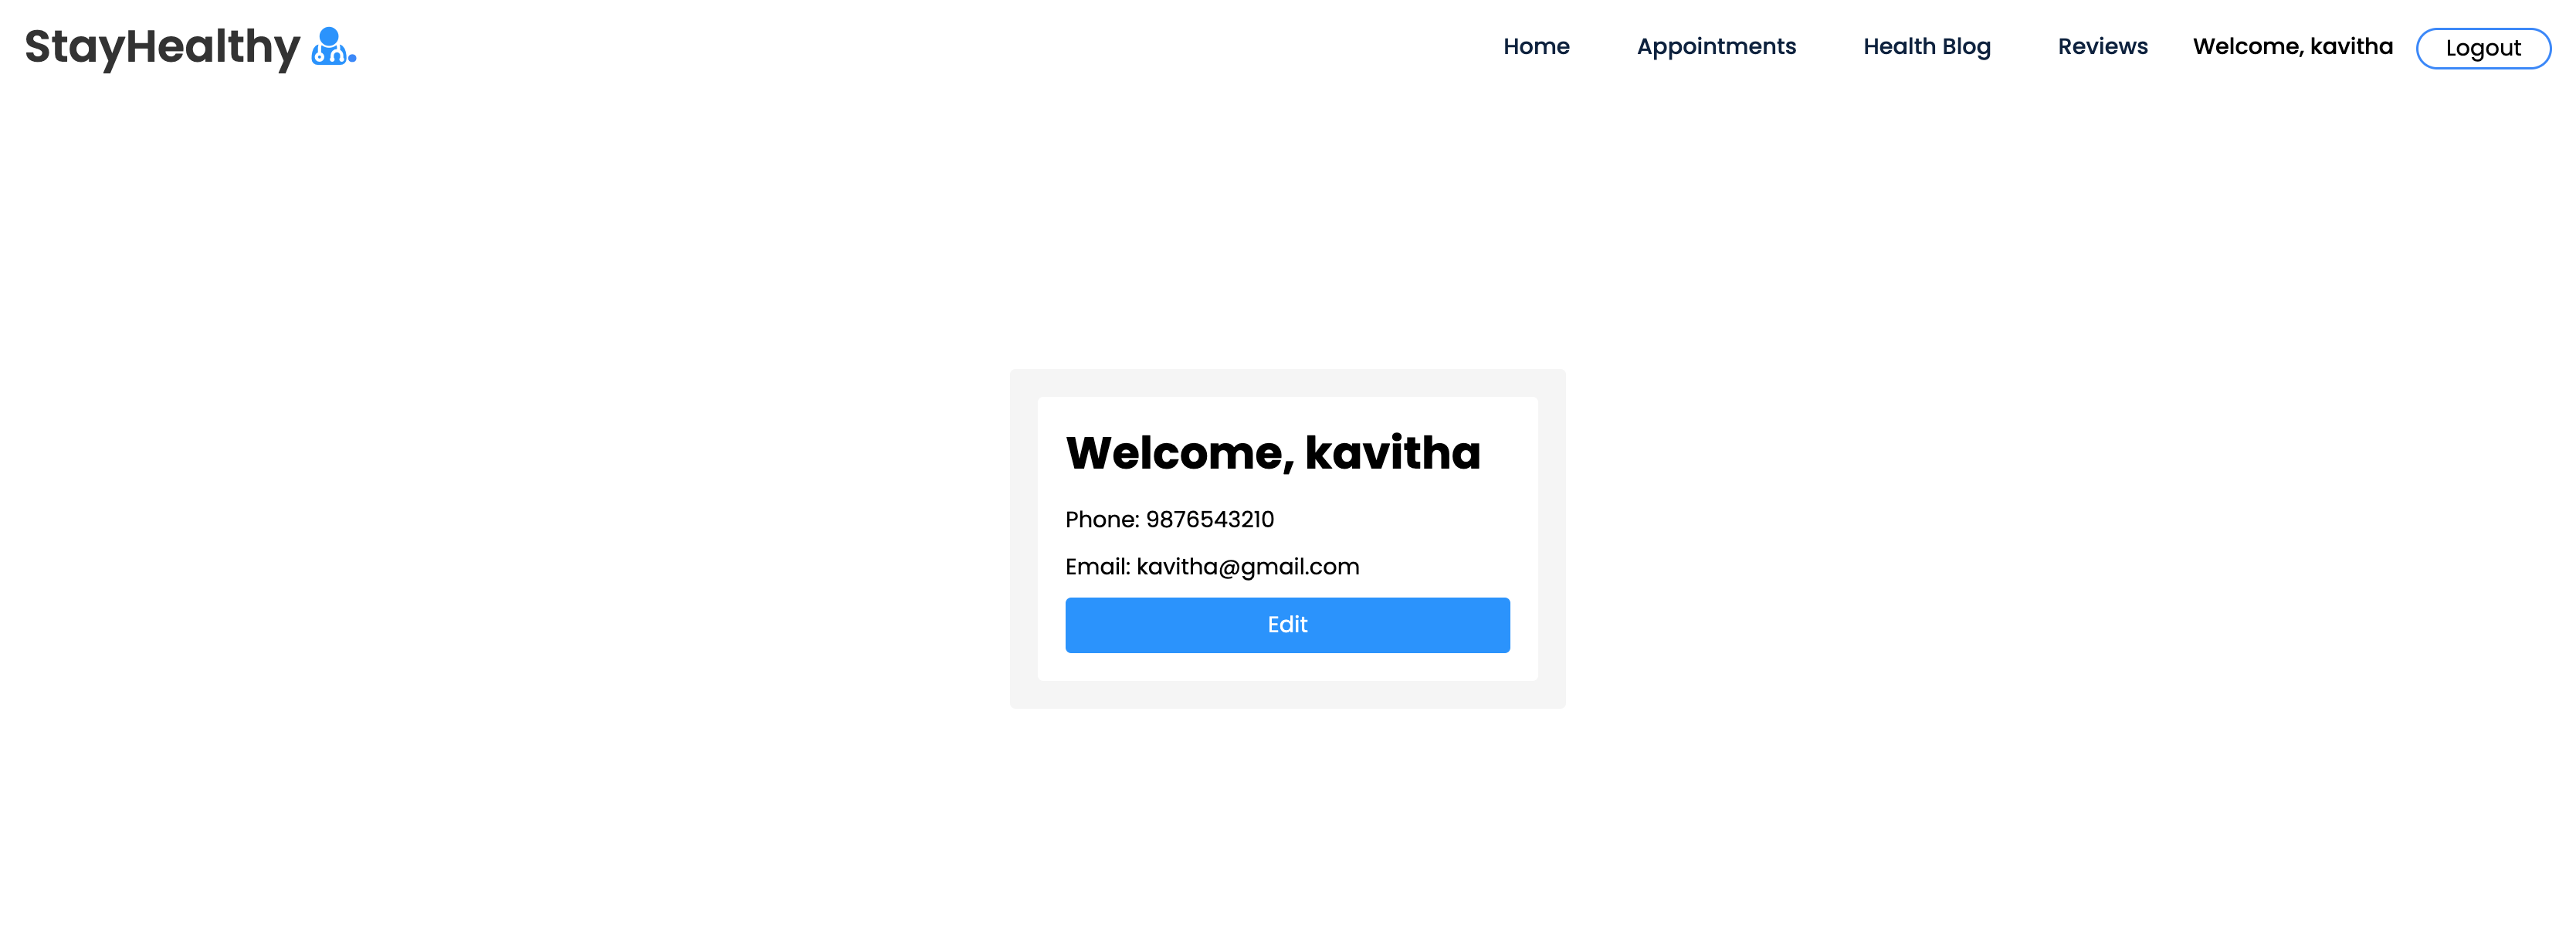 StayHealthy
Home Appointments Health Blog Reviews Welcome, kavitha Logout
Welcome, kavitha
Phone: 9876543210
Email: kavitha@gmail.com
Edit